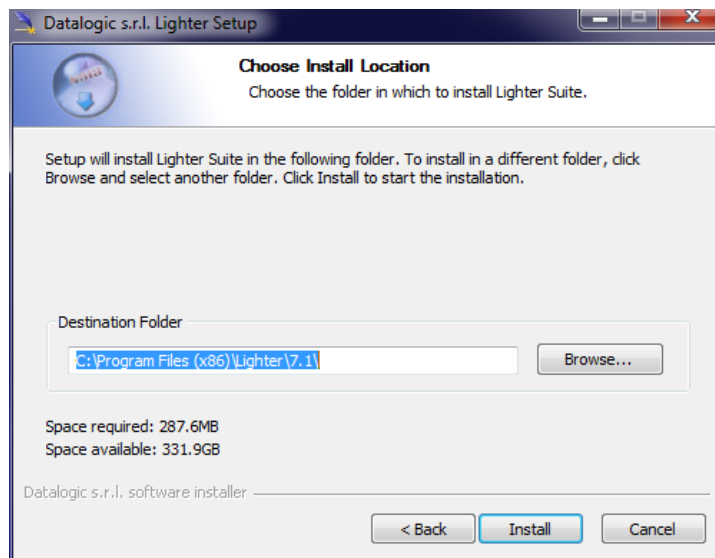 Datalogic s.r.l. Lighter Setup
Choose Install Location
Choose the folder in which to install Lighter Suite.
Setup will install Lighter Suite in the following folder. To install in a different folder, click
Browse and select another folder. Click Install to start the installation.
Destination Folder
C:\Program Files (x86)\Lighter\7.1\
Browse...
Space required: 287.6MB
Space available: 331.9GB
Datalogic s.r.l. software installer
< Back
Install
Cancel